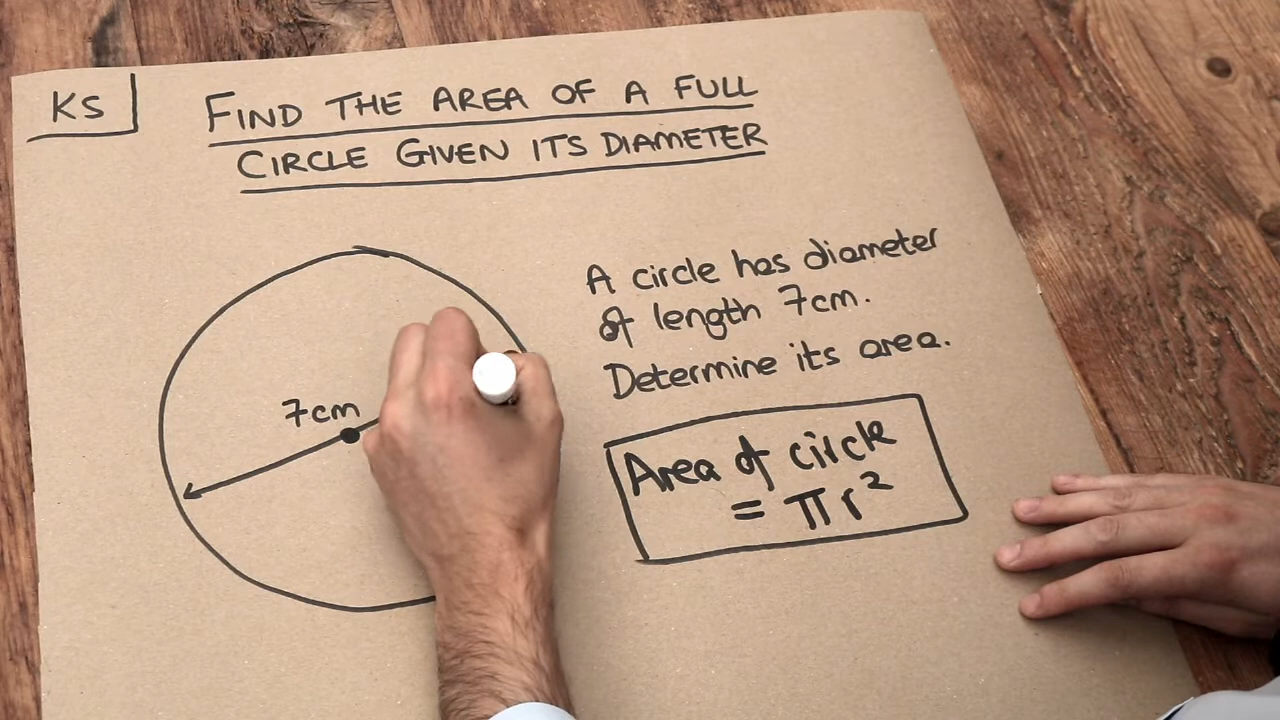 KS
FIND THE AREA OF A FULL
CIRCLE GIVEN ITS DIAMETER
A circle has diameter
of length 7cm.
Determine its area.
7cm
Area of circle
= πr²